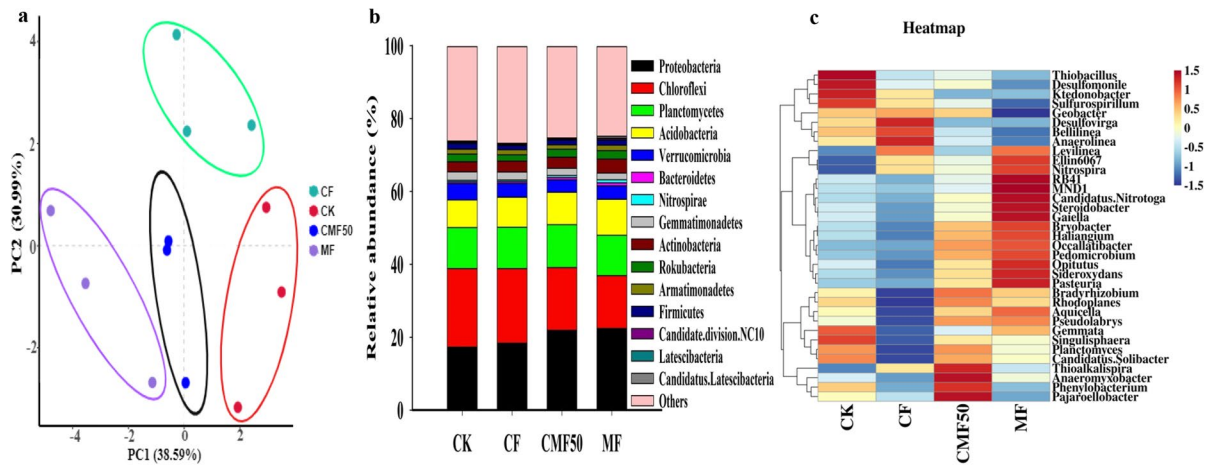 a
PC2 (30.99%)
4
2
0
-2
-4
-2
0
2
PC1 (38.59%)
CF
CK
CMF50
MF
b
Relative abundance (%)
100
80
60
40
20
0
CK
CF
CMF50
MF
Proteobacteria
Chloroflexi
Planctomycetes
Acidobacteria
Verrucomicrobia
Bacteroidetes
Nitrospirae
Gemmatimonadetes
Actinobacteria
Rokubacteria
Armatimonadetes
Firmicutes
Candidate.division.NC10
Latescibacteria
Candidatus.Latescibacteria
Others
c
Heatmap
Thiobacillus
Desulfomonile
Ktedonobacter
Sulfurospirillum
Geobacter
Desulfovirga
Bellilinea
Anaerolinea
Levilinea
Ellin6067
Nitrospira
RB41
MND1
Candidatus.Nitrotoga
Steroidobacter
Gaiella
Bryobacter
Haliangium
Occallatibacter
Pedomicrobium
Opitutus
Sideroxydans
Pasteuria
Bradyrhizobium
Rhodoplanes
Aquicella
Pseudolabrys
Gemmata
Singulisphaera
Planctomyces
Candidatus.Solibacter
Thioalkalispira
Anaeromyxobacter
Phenylobacterium
Pajaroellobacter
CK
CF
CMF50
MF
1.5
1
0.5
0
-0.5
-1
-1.5